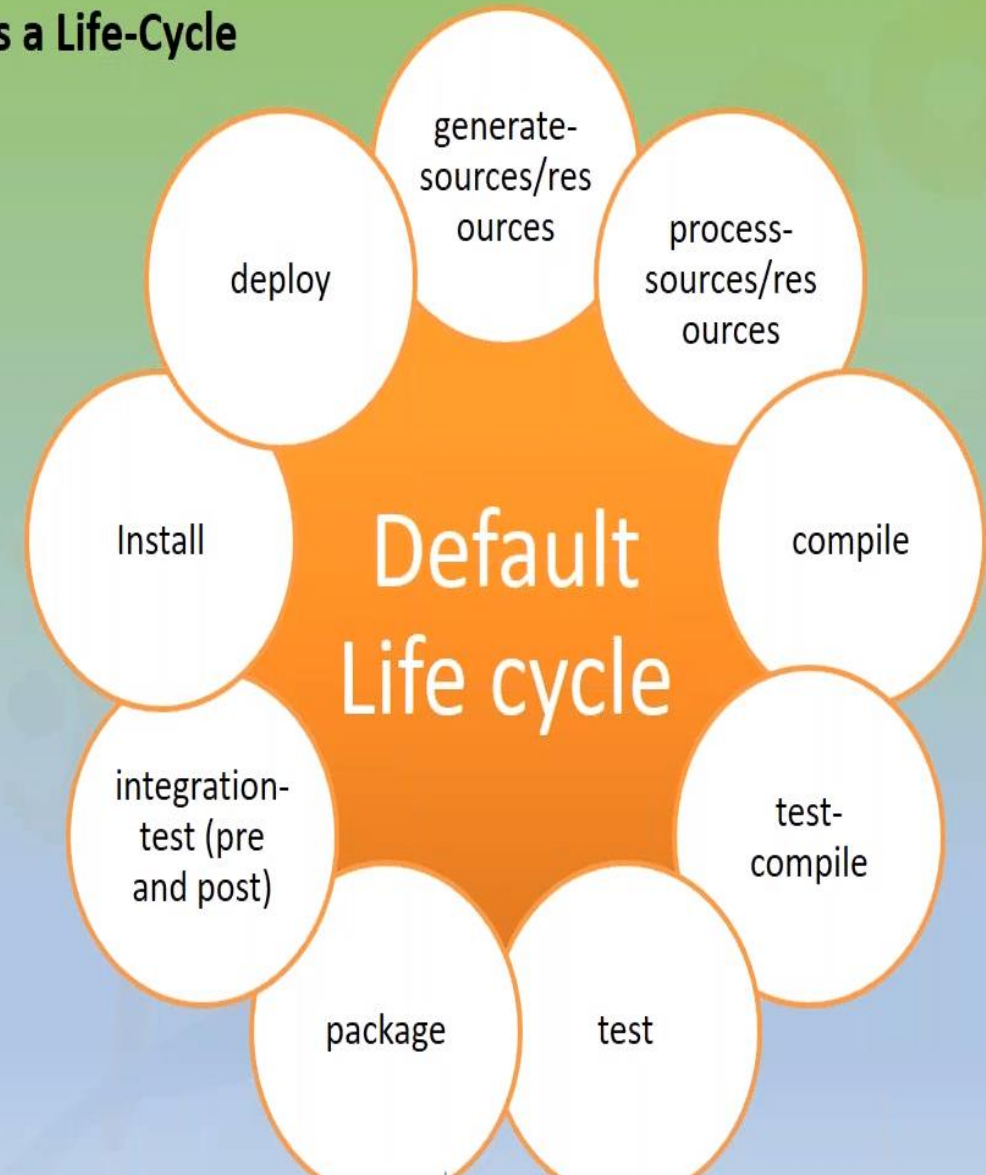 s a Life-Cycle
generate-
sources/res
ources
process-
sources/res
ources
compile
test-
compile
test
package
integration-
test (pre
and post)
Install
deploy
Default
Life cycle